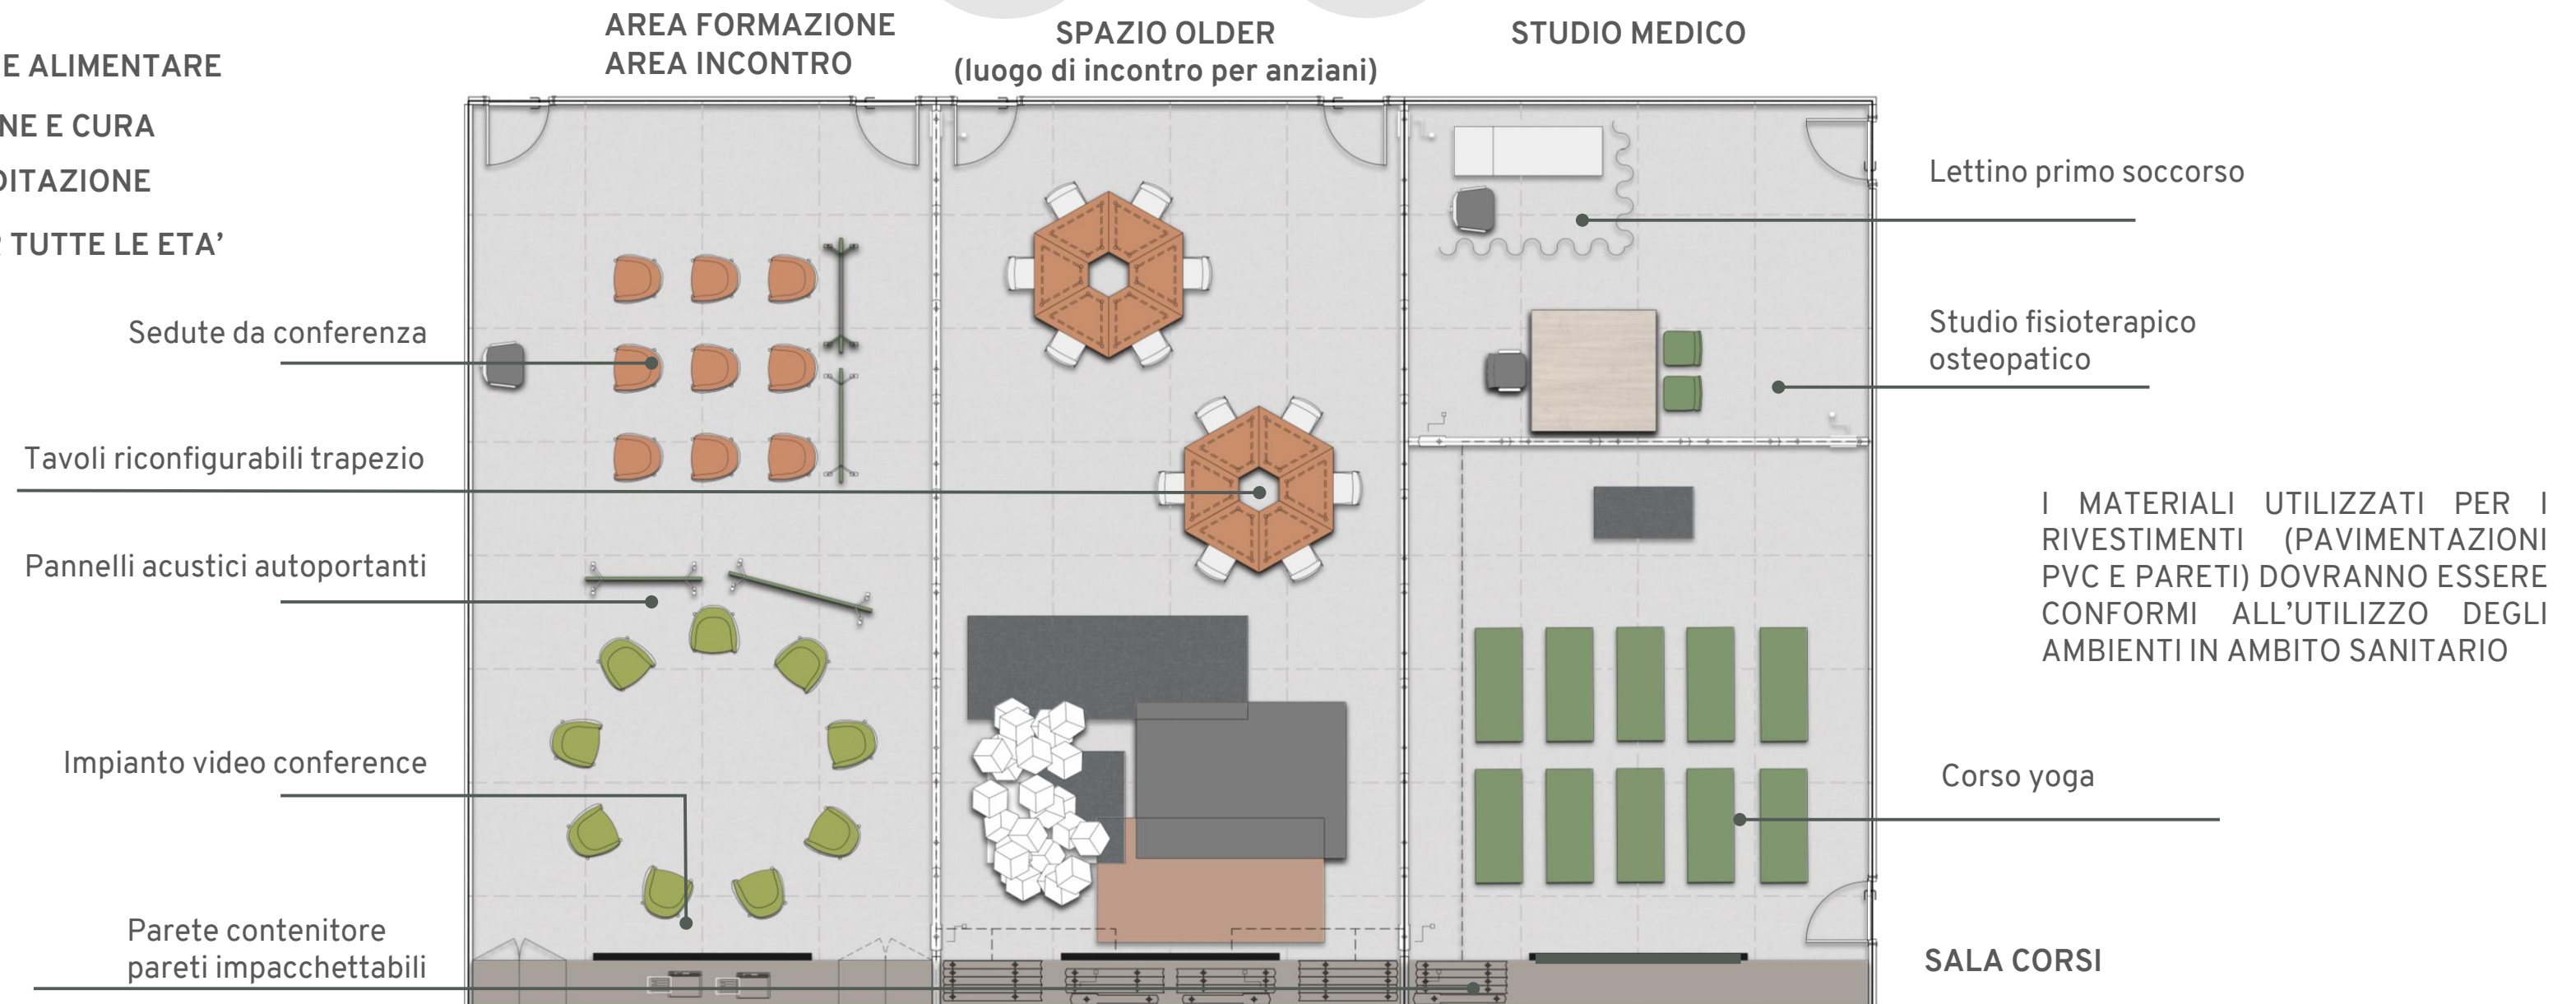 AREA FORMAZIONE
AREA INCONTRO
SPAZIO OLDER
(luogo di incontro per anziani)
STUDIO MEDICO
E ALIMENTARE
NE E CURA
DITAZIONE
R TUTTE LE ETA'
Sedute da conferenza
Tavoli riconfigurabili trapezio
Pannelli acustici autoportanti
Impianto video conference
Parete contenitore
pareti impacchettabili
Lettino primo soccorso
Studio fisioterapico
osteopatico
I MATERIALI UTILIZZATI PER I
RIVESTIMENTI (PAVIMENTAZIONI
PVC E PARETI) DOVRANNO ESSERE
CONFORMI ALL'UTILIZZO DEGLI
AMBIENTI IN AMBITO SANITARIO
Corso yoga
SALA CORSI